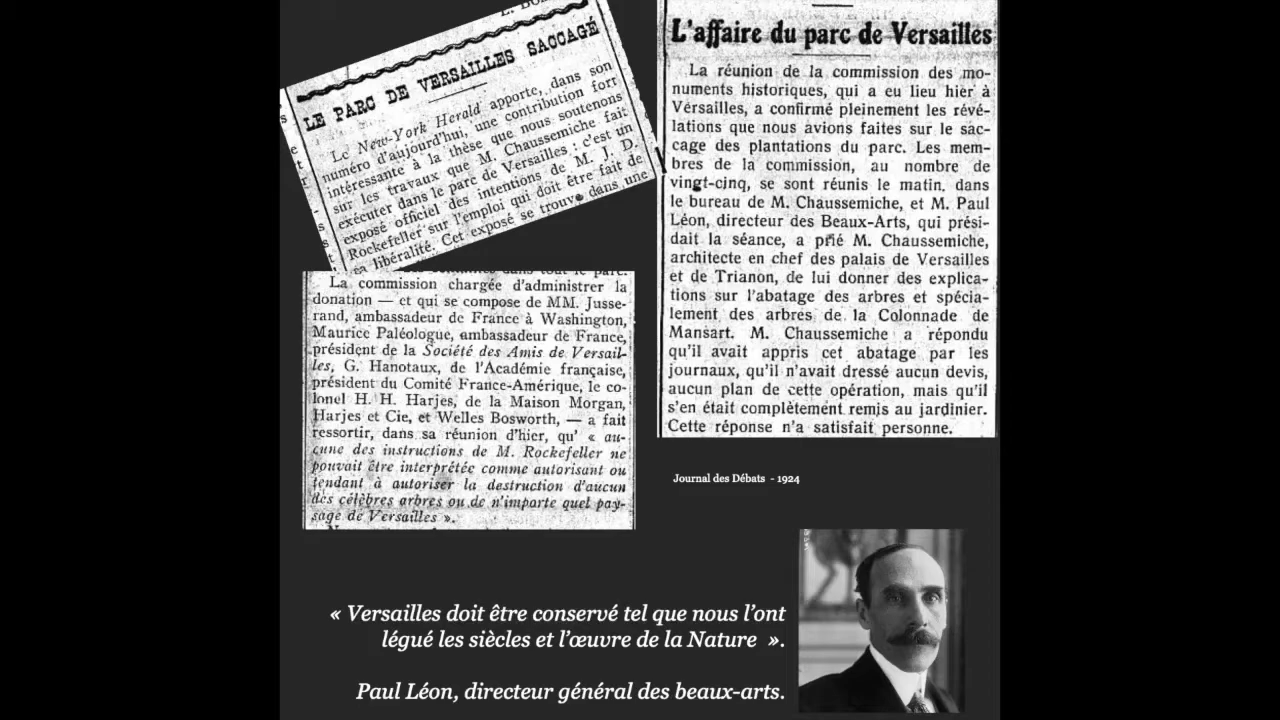 LE PARC DE VERSAILLES SACCAGÉ
Le New-York Herald apporte, dans son
numéro d'aujourd'hui, une contribution fort
intéressante à la thèse que nous soutenons
sur les travaux que M. Chaussemiche fait
exécuter dans le parc de Versailles : c'est un
exposé officiel des intentions de M. J. D.
Rockefeller sur l'emploi qui doit être fait de
sa libéralité. Cet exposé se trouve dans une
dans tout le parc.
La commission chargée d'administrer la
donation — et qui se compose de MM. Jusse-
rand, ambassadeur de France à Washington,
Maurice Paléologue, ambassadeur de France,
président de la Société des Amis de Versail-
les, G. Hanotaux, de l'Académie française,
président du Comité France-Amérique, le co-
lonel H. H. Harjes, de la Maison Morgan,
Harjes et Cie, et Welles Bosworth, — a fait
ressortir, dans sa réunion d'hier, qu' « au-
cune des instructions de M. Rockefeller ne
pouvait être interprétée comme autorisant ou
tendant à autoriser la destruction d'aucun
des célèbres arbres ou de n'importe quel pay-
sage de Versailles ».
L'affaire du parc de Versailles
La réunion de la commission des mo-
numents historiques, qui a eu lieu hier à
Versailles, a confirmé pleinement les révé-
lations que nous avions faites sur le sac-
cage des plantations du parc. Les mem-
bres de la commission, au nombre de
vingt-cinq, se sont réunis le matin, dans
le bureau de M. Chaussemiche, et M. Paul
Léon, directeur des Beaux-Arts, qui prési-
dait la séance, a prié M. Chaussemiche,
architecte en chef des palais de Versailles
et de Trianon, de lui donner des explica-
tions sur l'abatage des arbres et spécia-
lement des arbres de la Colonnade de
Mansart. M. Chaussemiche a répondu
qu'il avait appris cet abatage par les
journaux, qu'il n'avait dressé aucun devis,
aucun plan de cette opération, mais qu'il
s'en était complètement remis au jardinier.
Cette réponse n'a satisfait personne.
Journal des Débats - 1924
« Versailles doit être conservé tel que nous l'ont
légué les siècles et l'œuvre de la Nature ».
Paul Léon, directeur général des beaux-arts.